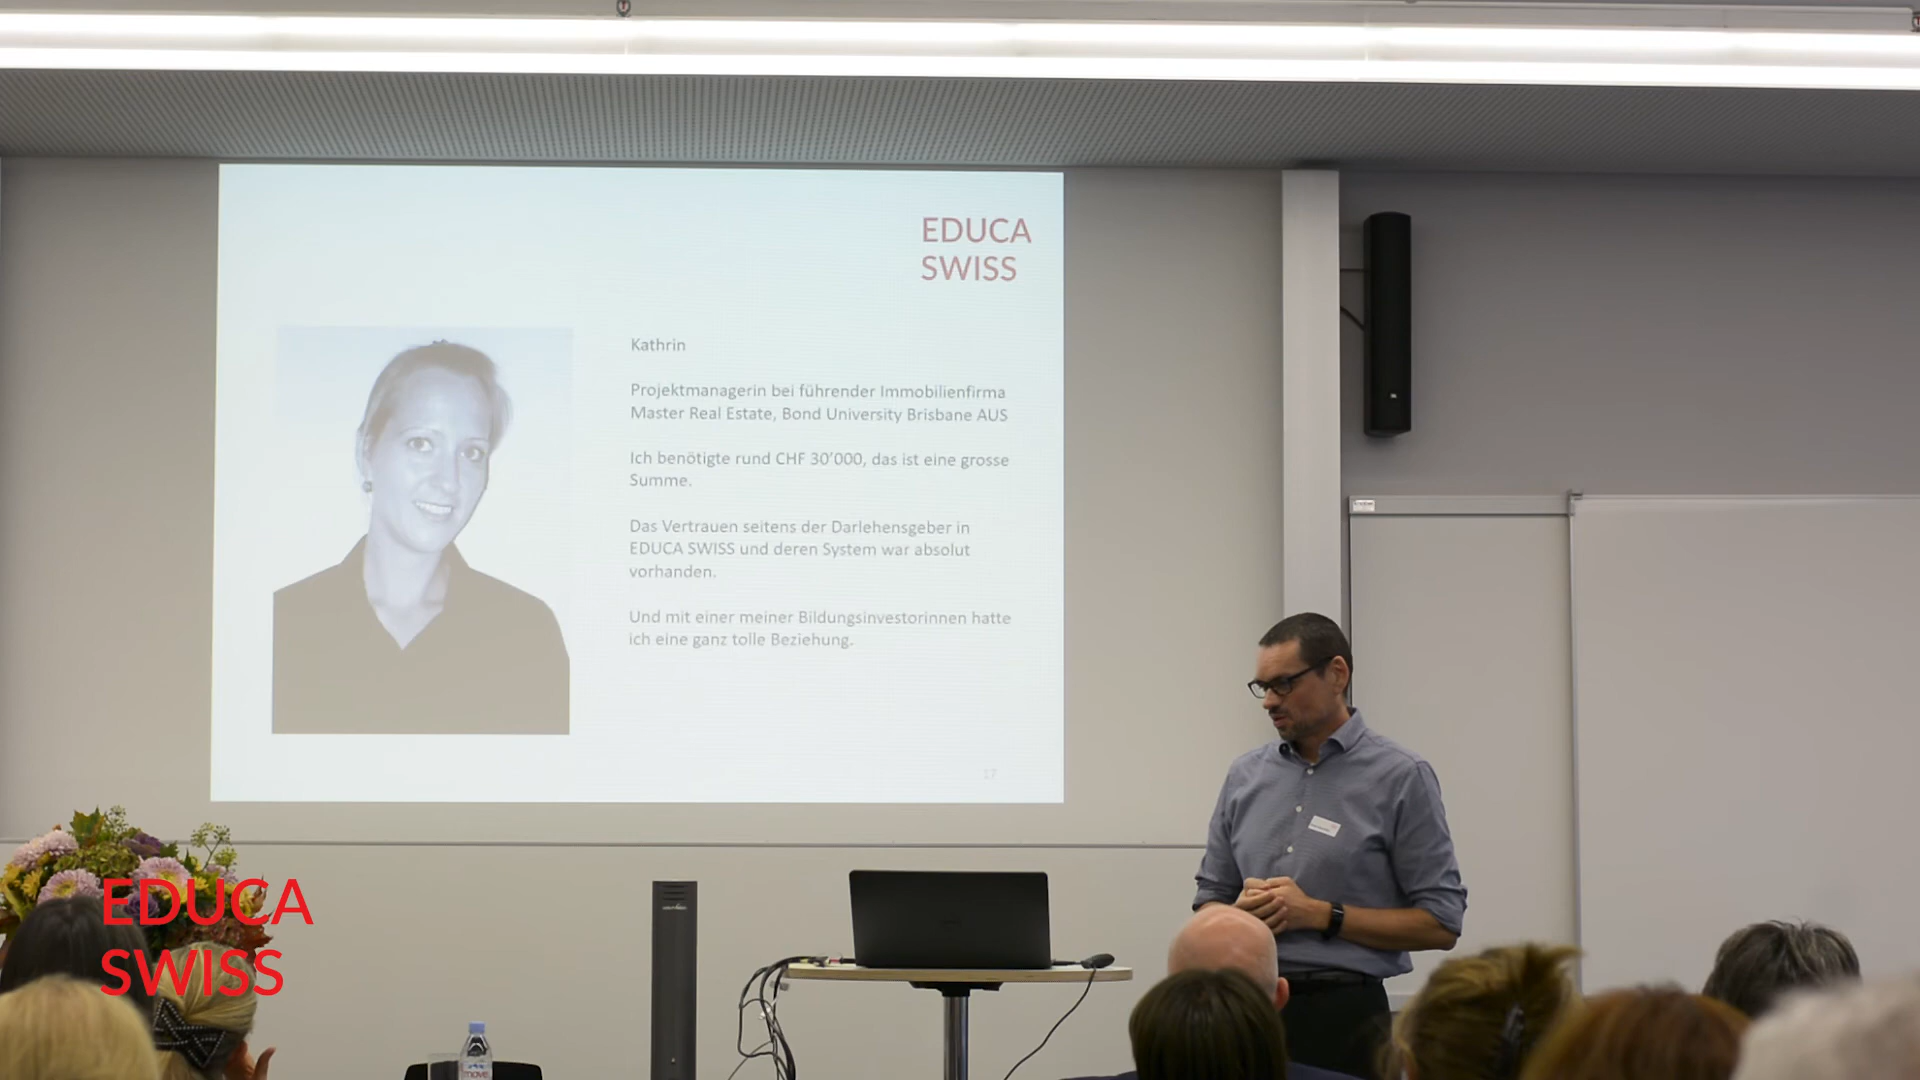 EDUCA
SWISS
Kathrin
Projektmanagerin bei führender Immobilienfirma
Master Real Estate, Bond University Brisbane AUS
Ich benötigte rund CHF 30'000, das ist eine grosse
Summe.
Das Vertrauen seitens der Darlehensgeber in
EDUCA SWISS und deren System war absolut
vorhanden.
Und mit einer meiner Bildungsinvestorinnen hatte
ich eine ganz tolle Beziehung.
17
EDUCA
SWISS
move